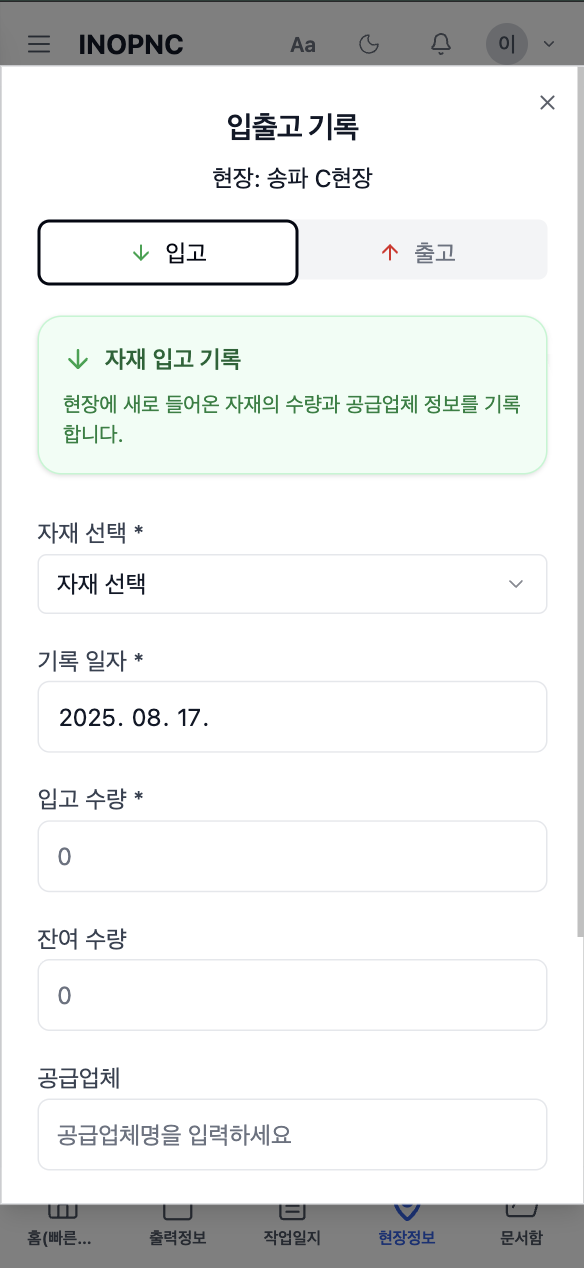 INOPNC
Aa
이
입출고 기록
현장: 송파 C현장
입고
출고
자재 입고 기록
현장에 새로 들어온 자재의 수량과 공급업체 정보를 기록
합니다.
자재 선택 *
자재 선택
기록 일자 *
2025. 08. 17.
입고 수량 *
0
잔여 수량
0
공급업체
공급업체명을 입력하세요
홈(빠른...
출력정보
작업일지
현장정보
문서함